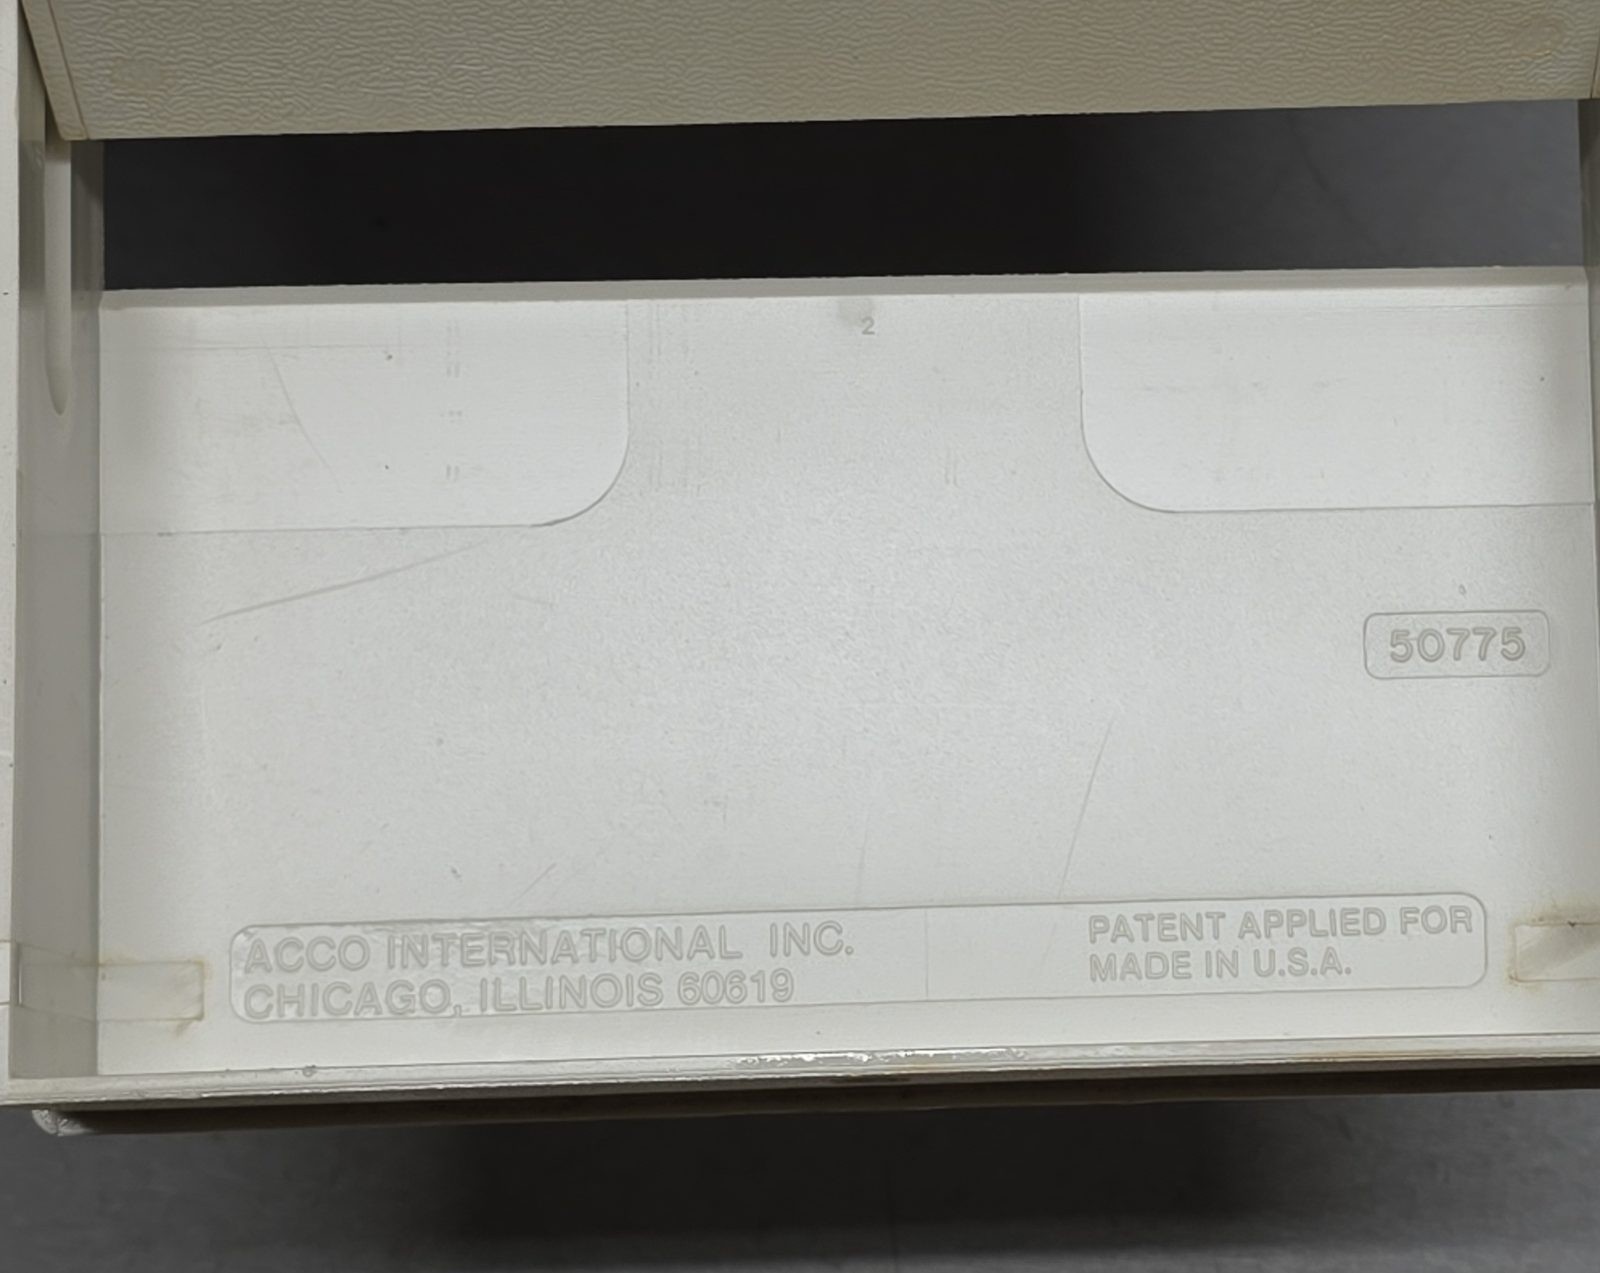 2
50775
ACCO INTERNATIONAL INC.
CHICAGO, ILLINOIS 60619
PATENT APPLIED FOR
MADE IN U.S.A.